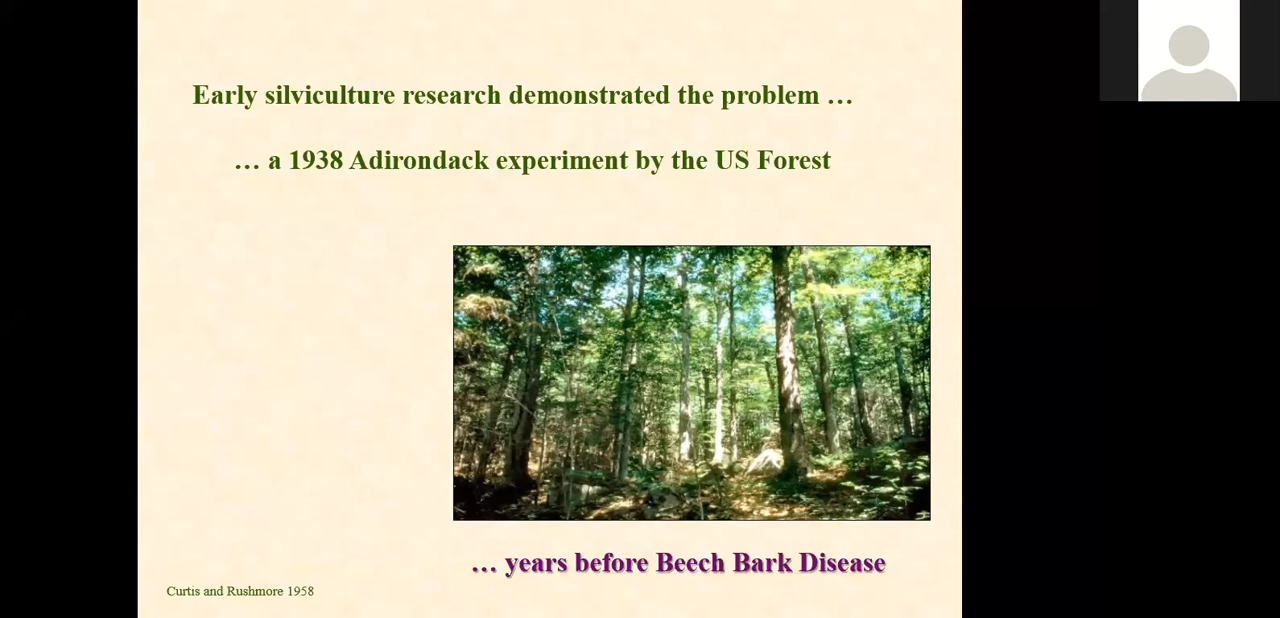 Early silviculture research demonstrated the problem …
… a 1938 Adirondack experiment by the US Forest
… years before Beech Bark Disease
Curtis and Rushmore 1958